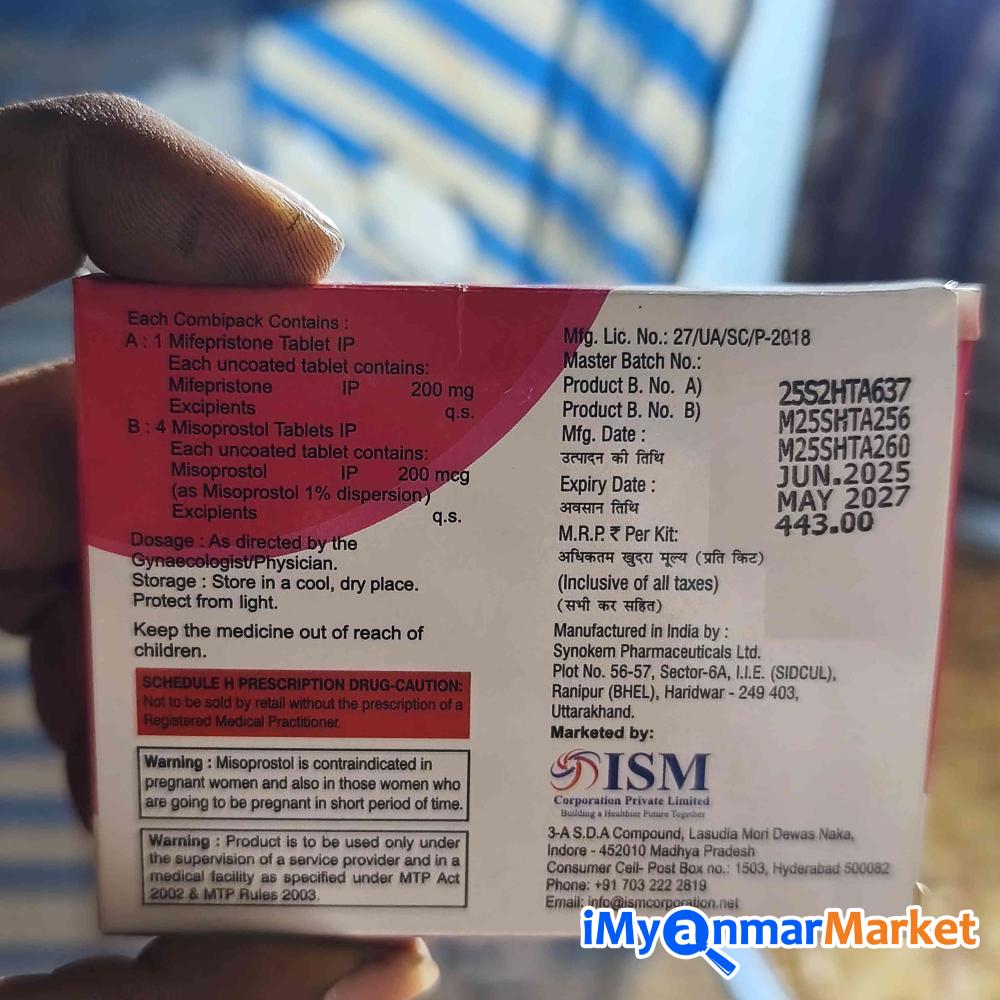 Each Combipack Contains :
A : 1 Mifepristone Tablet IP
Each uncoated tablet contains:
Mifepristone IP 200 mg
Excipients q.s.
B : 4 Misoprostol Tablets IP
Each uncoated tablet contains:
Misoprostol IP 200 mcg
(as Misoprostol 1% dispersion)
Excipients q.s.
Dosage : As directed by the
Gynaecologist/Physician.
Storage : Store in a cool, dry place.
Protect from light.
Keep the medicine out of reach of
children.
SCHEDULE H PRESCRIPTION DRUG-CAUTION:
Not to be sold by retail without the prescription of a
Registered Medical Practitioner.
Warning : Misoprostol is contraindicated in
pregnant women and also in those women who
are going to be pregnant in short period of time.
Warning : Product is to be used only under
the supervision of a service provider and in a
medical facility as specified under MTP Act
2002 & MTP Rules 2003.
Mfg. Lic. No.: 27/UA/SC/P-2018
Master Batch No.:
Product B. No. A)
Product B. No. B)
Mfg. Date :
उत्पादन की तिथि
Expiry Date :
अवसान तिथि
M.R.P. ₹ Per Kit:
अधिकतम खुदरा मूल्य (प्रति किट)
(Inclusive of all taxes)
(सभी कर सहित)
25S2HTA637
M25SHTA256
M25SHTA260
JUN.2025
MAY 2027
443.00
Manufactured in India by :
Synokem Pharmaceuticals Ltd.
Plot No. 56-57, Sector-6A, I.I.E. (SIDCUL),
Ranipur (BHEL), Haridwar - 249 403,
Uttarakhand.
Marketed by:
ISM
Corporation Private Limited
Building a Healthier Future Together
3-A S.D.A Compound, Lasudia Mori Dewas Naka,
Indore - 452010 Madhya Pradesh
Consumer Cell- Post Box no.: 1503, Hyderabad 500082
Phone: +91 703 222 2819
Email: info@ismcorporation.net
iMyanmarMarket